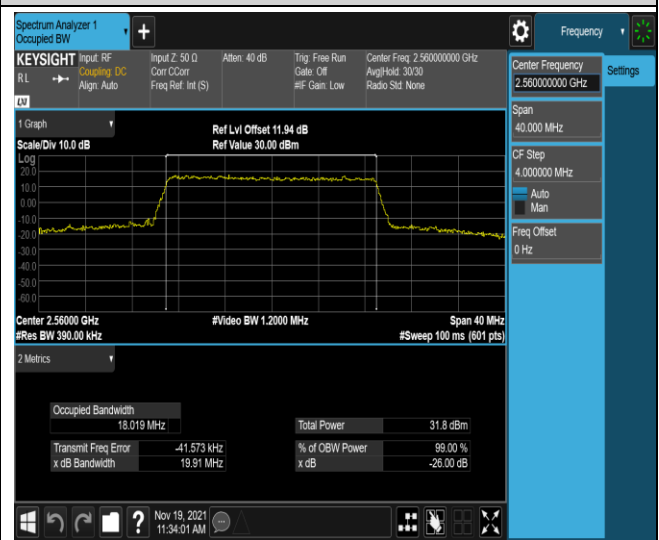 Spectrum Analyzer 1
Occupied BW
Frequency
KEYSIGHT
RL
LXI
Input: RF
Coupling: DC
Align: Auto
Input Z: 50 Ω
Corr CCorr
Freq Ref: Int (S)
Atten: 40 dB
Trig: Free Run
Gate: Off
#IF Gain: Low
Center Freq: 2.560000000 GHz
Avg|Hold: 30/30
Radio Std: None
Center Frequency
2.560000000 GHz
Settings
Span
40.000 MHz
CF Step
4.000000 MHz
Auto
Man
Freq Offset
0 Hz
1 Graph
Scale/Div 10.0 dB
Ref Lvl Offset 11.94 dB
Ref Value 30.00 dBm
Log
20.0
10.0
0.00
-10.0
-20.0
-30.0
-40.0
-50.0
-60.0
Center 2.56000 GHz
#Res BW 390.00 kHz
#Video BW 1.2000 MHz
Span 40 MHz
#Sweep 100 ms (601 pts)
2 Metrics
Occupied Bandwidth
18.019 MHz
Total Power 31.8 dBm
Transmit Freq Error -41.573 kHz
% of OBW Power 99.00 %
x dB Bandwidth 19.91 MHz
x dB -26.00 dB
?
Nov 19, 2021
11:34:01 AM